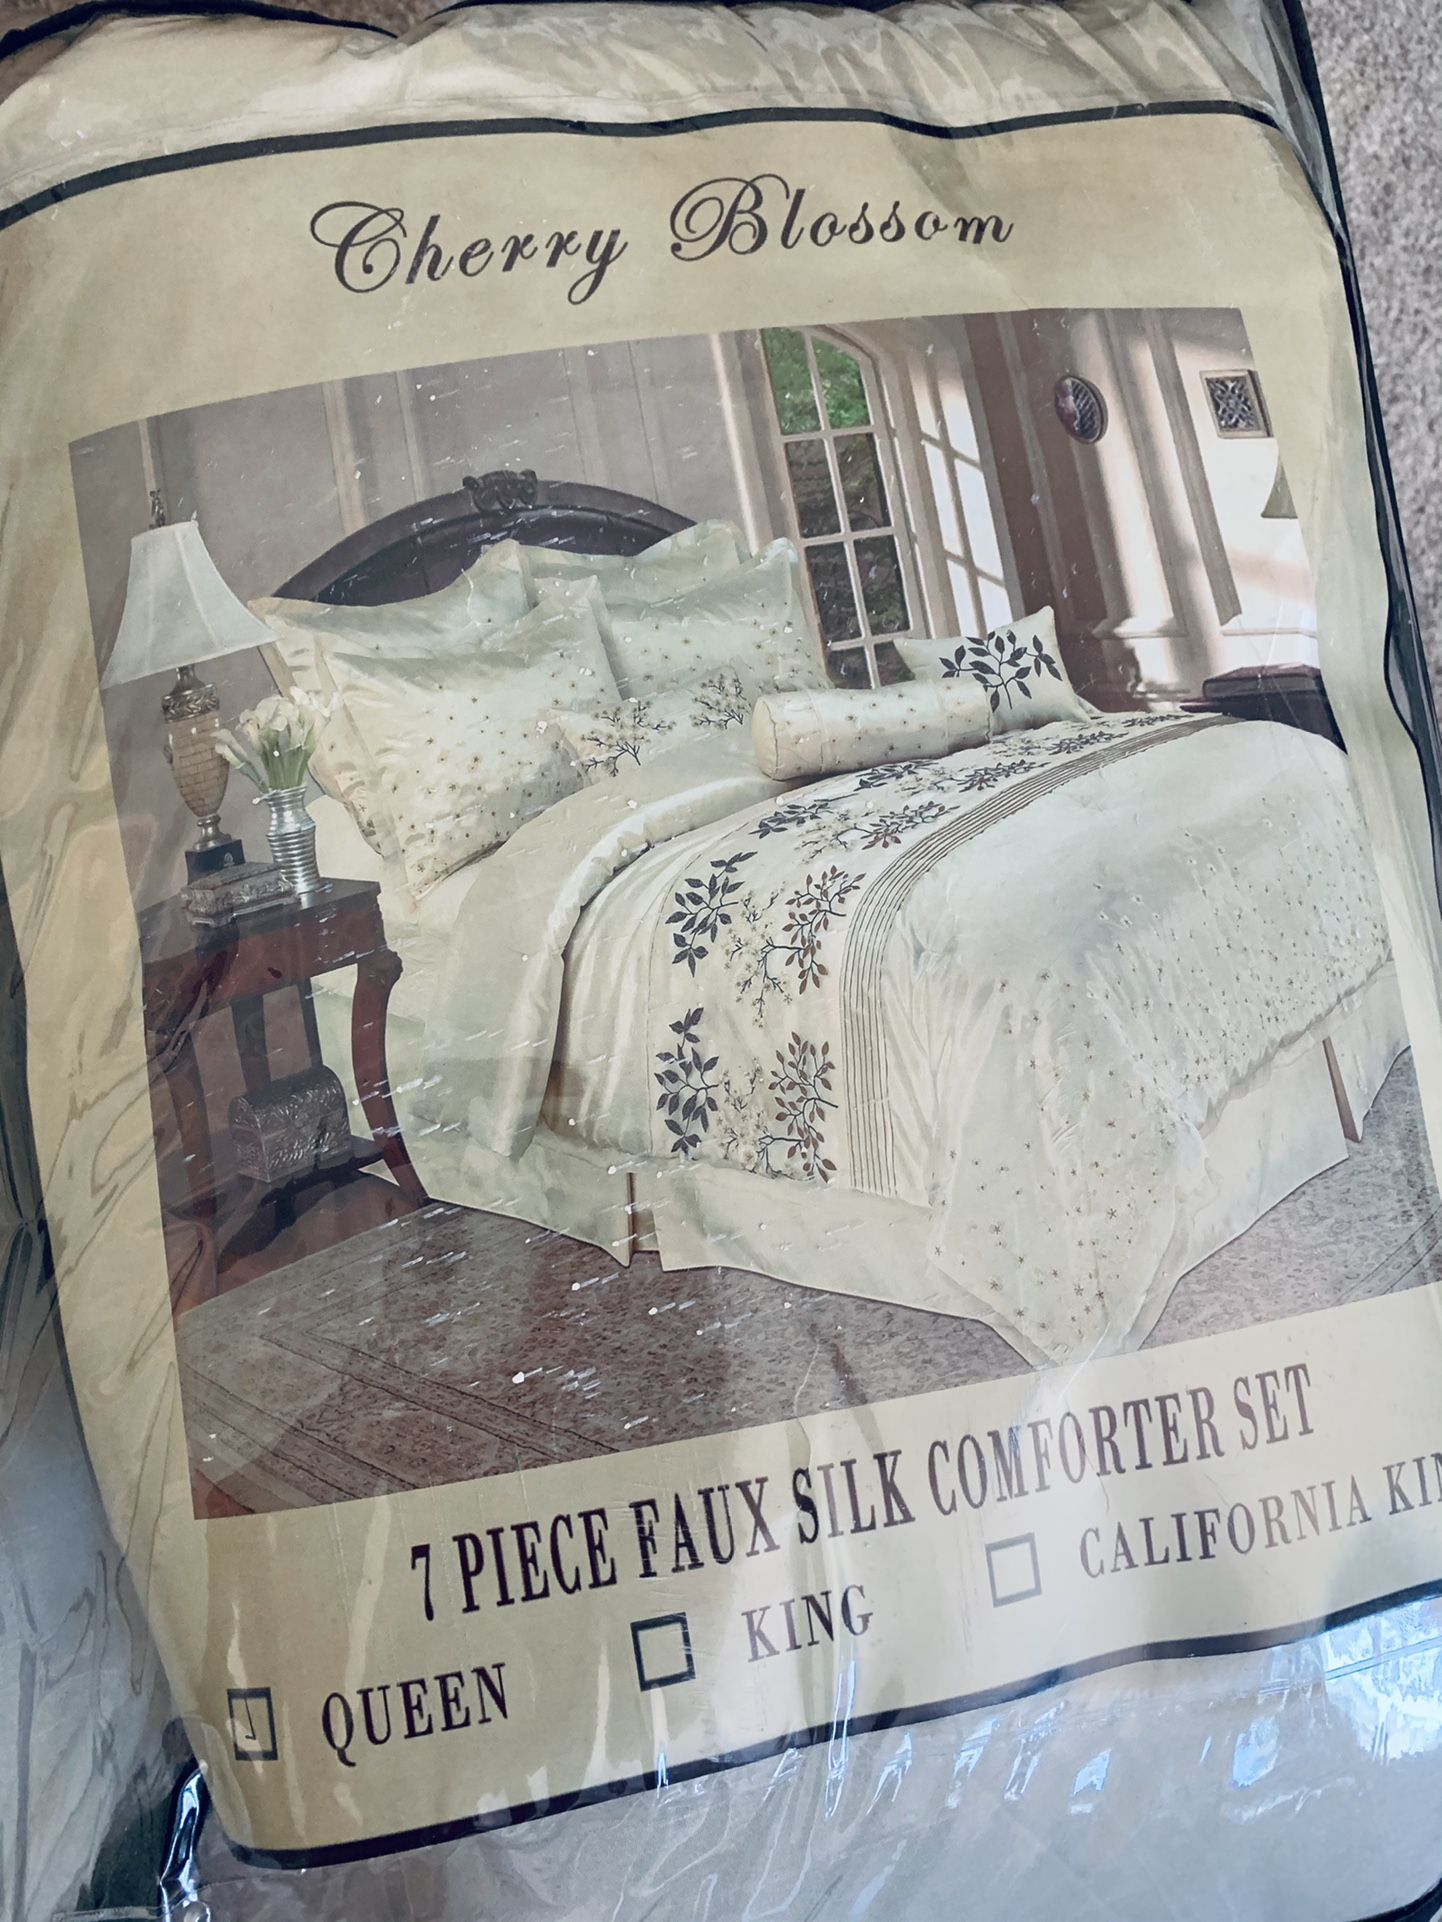 Cherry Blossom
7 PIECE FAUX SILK COMFORTER SET
QUEEN KING CALIFORNIA